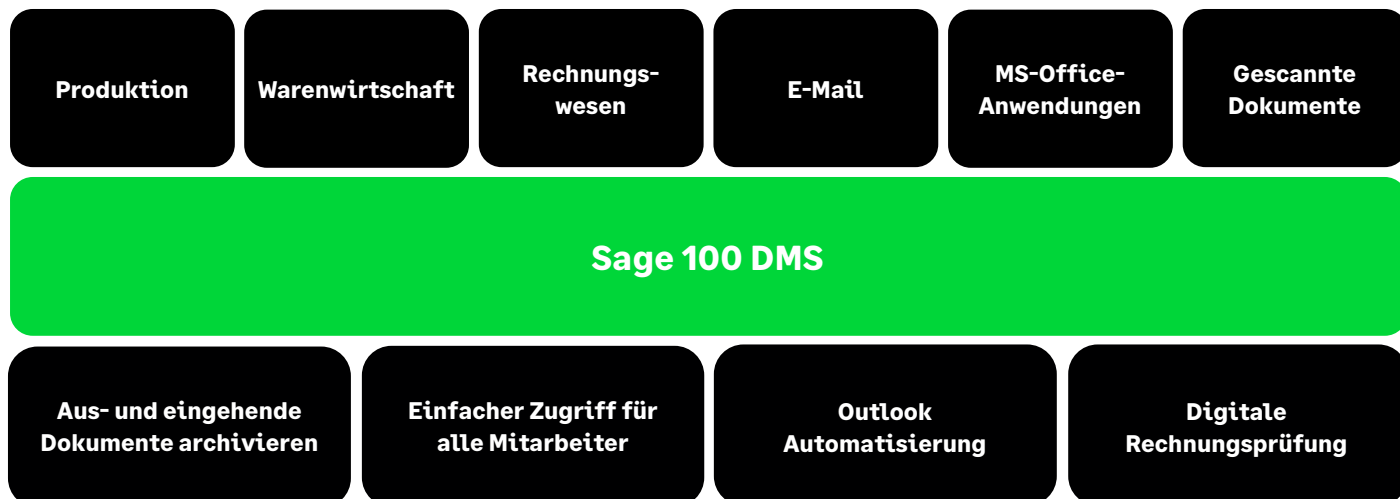 Produktion
Warenwirtschaft
Rechnungs-
wesen
E-Mail
MS-Office-
Anwendungen
Gescannte
Dokumente
Sage 100 DMS
Aus- und eingehende
Dokumente archivieren
Einfacher Zugriff für
alle Mitarbeiter
Outlook
Automatisierung
Digitale
Rechnungsprüfung